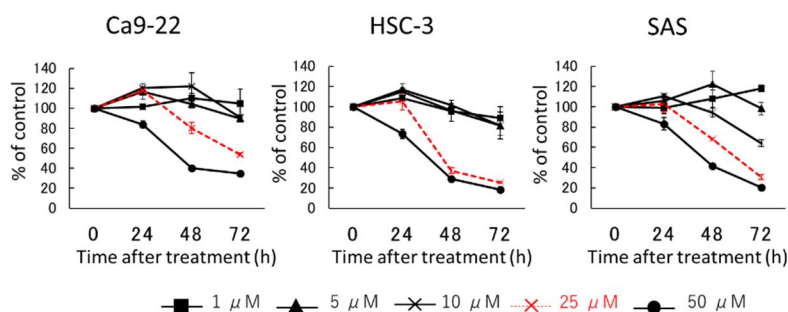 Ca9-22 HSC-3 SAS
% of control
140
120
100
80
60
40
20
0
0 24 48 72
Time after treatment (h)
% of control
140
120
100
80
60
40
20
0
0 24 48 72
Time after treatment (h)
% of control
140
120
100
80
60
40
20
0
0 24 48 72
Time after treatment (h)
1 μM 5 μM 10 μM 25 μM 50 μM